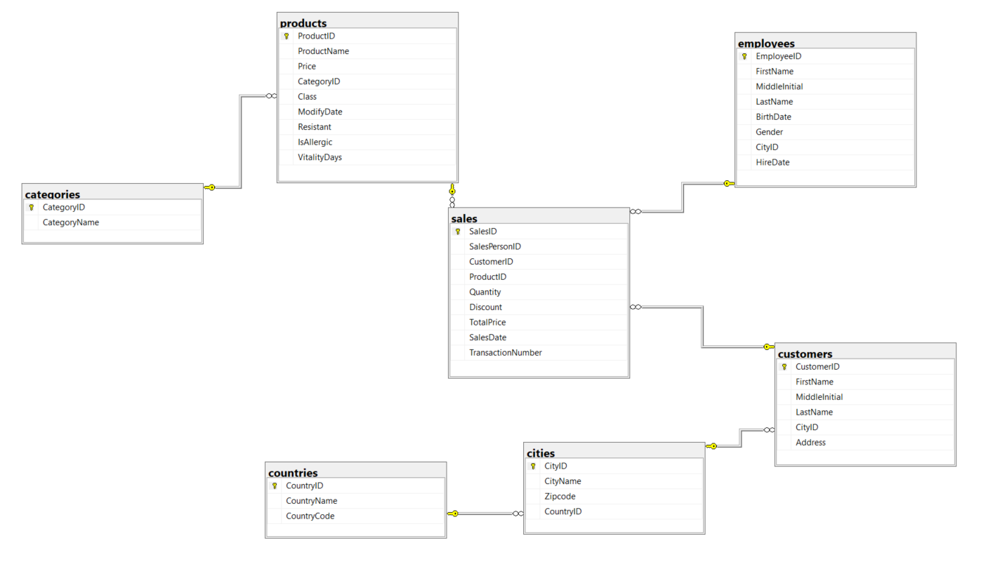 products
ProductID
ProductName
Price
CategoryID
Class
ModifyDate
Resistant
IsAllergic
VitalityDays
employees
EmployeeID
FirstName
MiddleInitial
LastName
BirthDate
Gender
CityID
HireDate
categories
CategoryID
CategoryName
sales
SalesID
SalesPersonID
CustomerID
ProductID
Quantity
Discount
TotalPrice
SalesDate
TransactionNumber
customers
CustomerID
FirstName
MiddleInitial
LastName
CityID
Address
countries
CountryID
CountryName
CountryCode
cities
CityID
CityName
Zipcode
CountryID